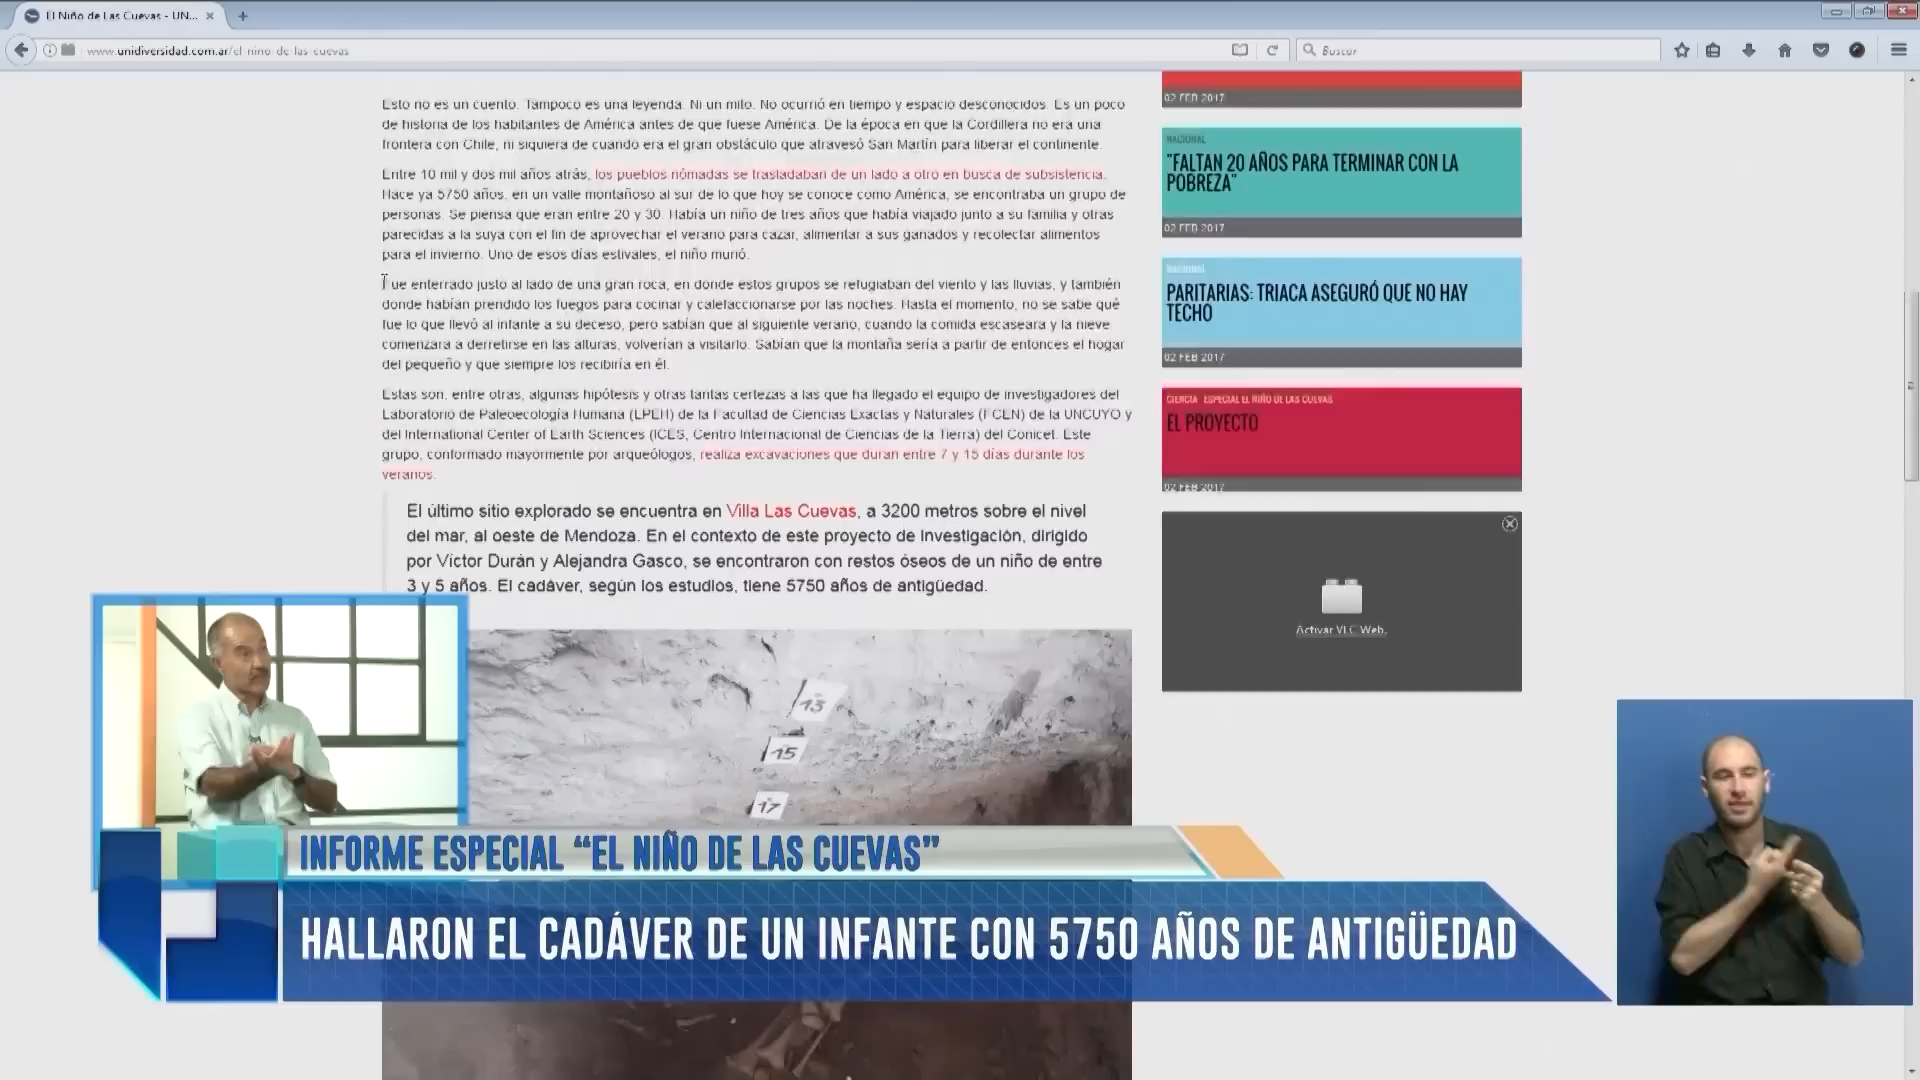 El Niño de Las Cuevas - UN...
www.unidiversidad.com.ar/el-nino-de-las-cuevas
Buscar
Esto no es un cuento. Tampoco es una leyenda. Ni un mito. No ocurrió en tiempo y espacio desconocidos. Es un poco
de historia de los habitantes de América antes de que fuese América. De la época en que la Cordillera no era una
frontera con Chile, ni siquiera de cuando era el gran obstáculo que atravesó San Martín para liberar el continente.
Entre 10 mil y dos mil años atrás, los pueblos nómadas se trasladaban de un lado a otro en busca de subsistencia.
Hace ya 5750 años, en un valle montañoso al sur de lo que hoy se conoce como América, se encontraba un grupo de
personas. Se piensa que eran entre 20 y 30. Había un niño de tres años que había viajado junto a su familia y otras
parecidas a la suya con el fin de aprovechar el verano para cazar, alimentar a sus ganados y recolectar alimentos
para el invierno. Uno de esos días estivales, el niño murió.
Fue enterrado justo al lado de una gran roca, en donde estos grupos se refugiaban del viento y las lluvias, y también
donde habían prendido los fuegos para cocinar y calefaccionarse por las noches. Hasta el momento, no se sabe qué
fue lo que llevó al infante a su deceso, pero sabían que al siguiente verano, cuando la comida escaseara y la nieve
comenzara a derretirse en las alturas, volverían a visitarlo. Sabían que la montaña sería a partir de entonces el hogar
del pequeño y que siempre los recibiría en él.
Estas son, entre otras, algunas hipótesis y otras tantas certezas a las que ha llegado el equipo de investigadores del
Laboratorio de Paleoecología Humana (LPEH) de la Facultad de Ciencias Exactas y Naturales (FCEN) de la UNCUYO y
del International Center of Earth Sciences (ICES, Centro Internacional de Ciencias de la Tierra) del Conicet. Este
grupo, conformado mayormente por arqueólogos, realiza excavaciones que duran entre 7 y 15 días durante los
veranos.
El último sitio explorado se encuentra en Villa Las Cuevas, a 3200 metros sobre el nivel
del mar, al oeste de Mendoza. En el contexto de este proyecto de investigación, dirigido
por Víctor Durán y Alejandra Gasco, se encontraron con restos óseos de un niño de entre
3 y 5 años. El cadáver, según los estudios, tiene 5750 años de antigüedad.
02 FEB 2017
NACIONAL
"FALTAN 20 AÑOS PARA TERMINAR CON LA
POBREZA"
02 FEB 2017
NACIONAL
PARITARIAS: TRIACA ASEGURÓ QUE NO HAY
TECHO
02 FEB 2017
CIENCIA ESPECIAL EL NIÑO DE LAS CUEVAS
EL PROYECTO
02 FEB 2017
Activar VLC Web.
13
15
17
INFORME ESPECIAL “EL NIÑO DE LAS CUEVAS”
HALLARON EL CADÁVER DE UN INFANTE CON 5750 AÑOS DE ANTIGÜEDAD